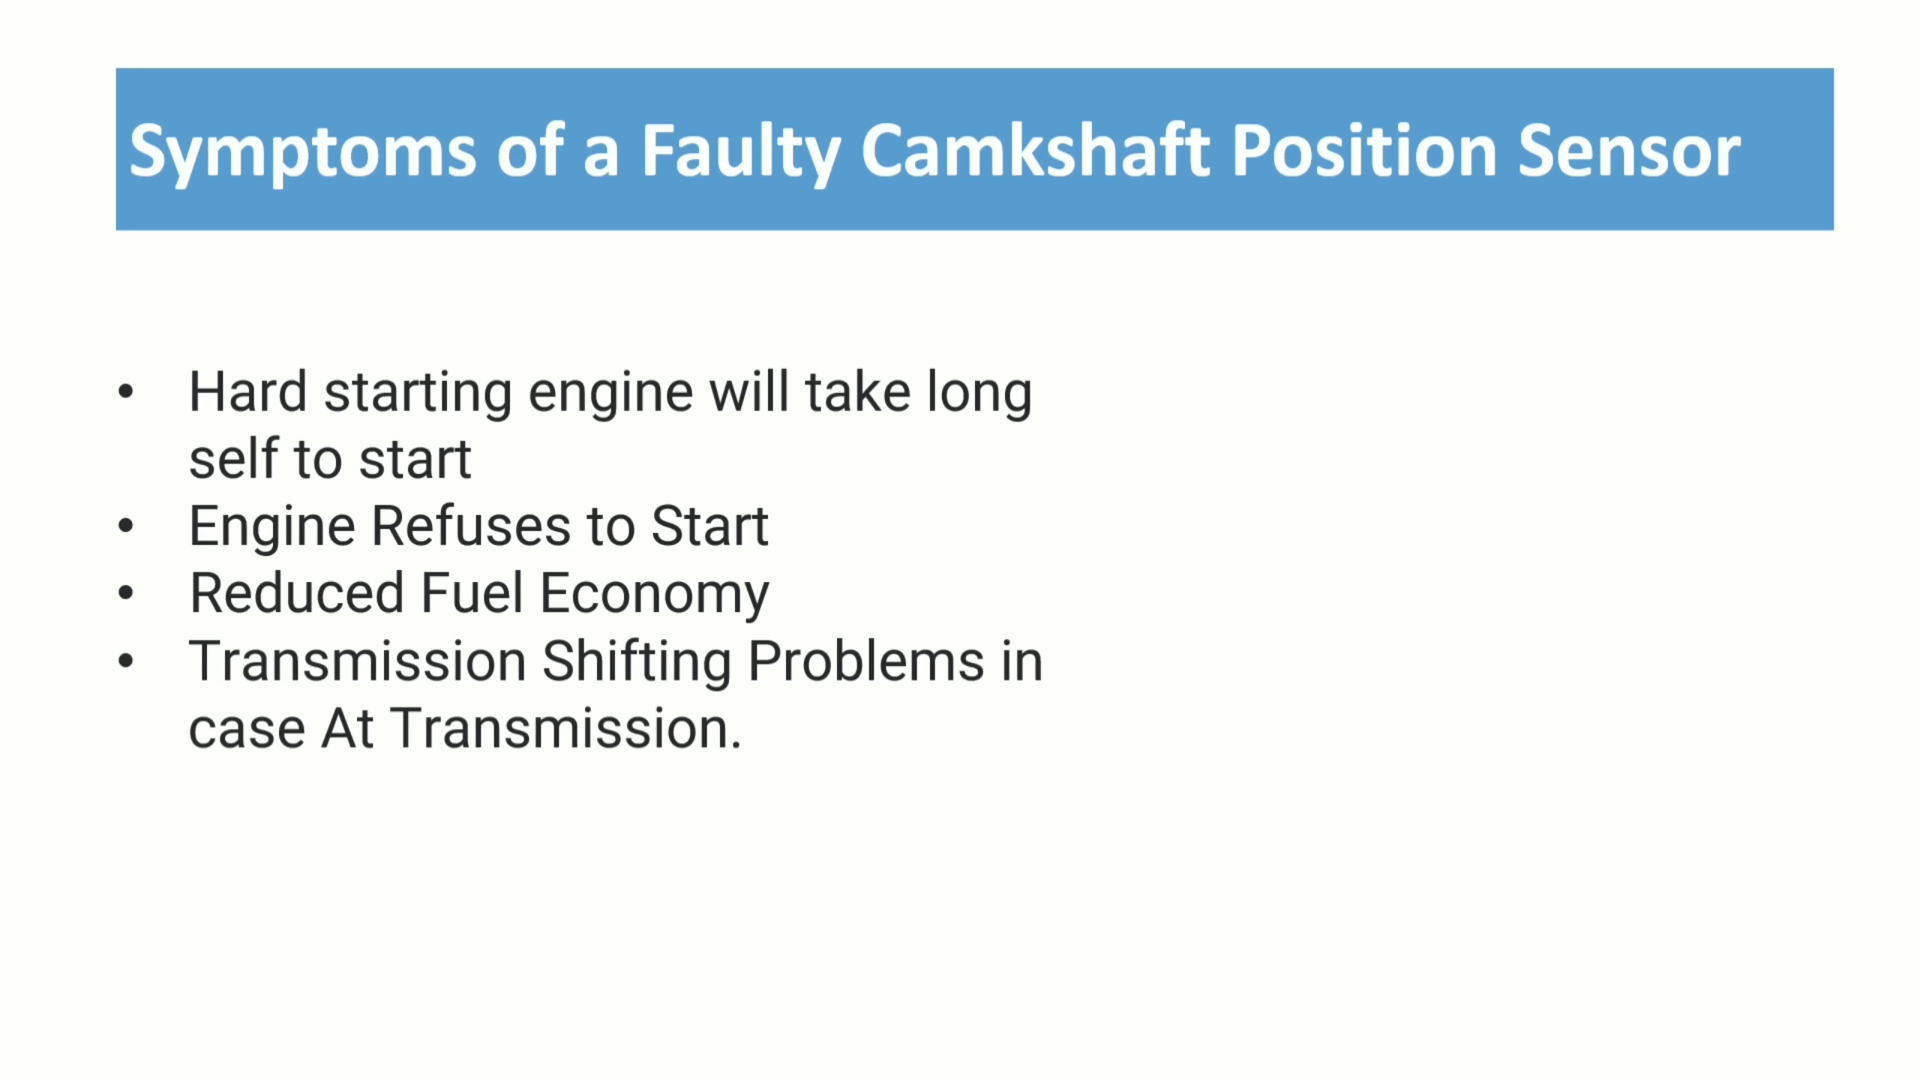 Symptoms of a Faulty Camkshaft Position Sensor
• Hard starting engine will take long
self to start
• Engine Refuses to Start
• Reduced Fuel Economy
• Transmission Shifting Problems in
case At Transmission.